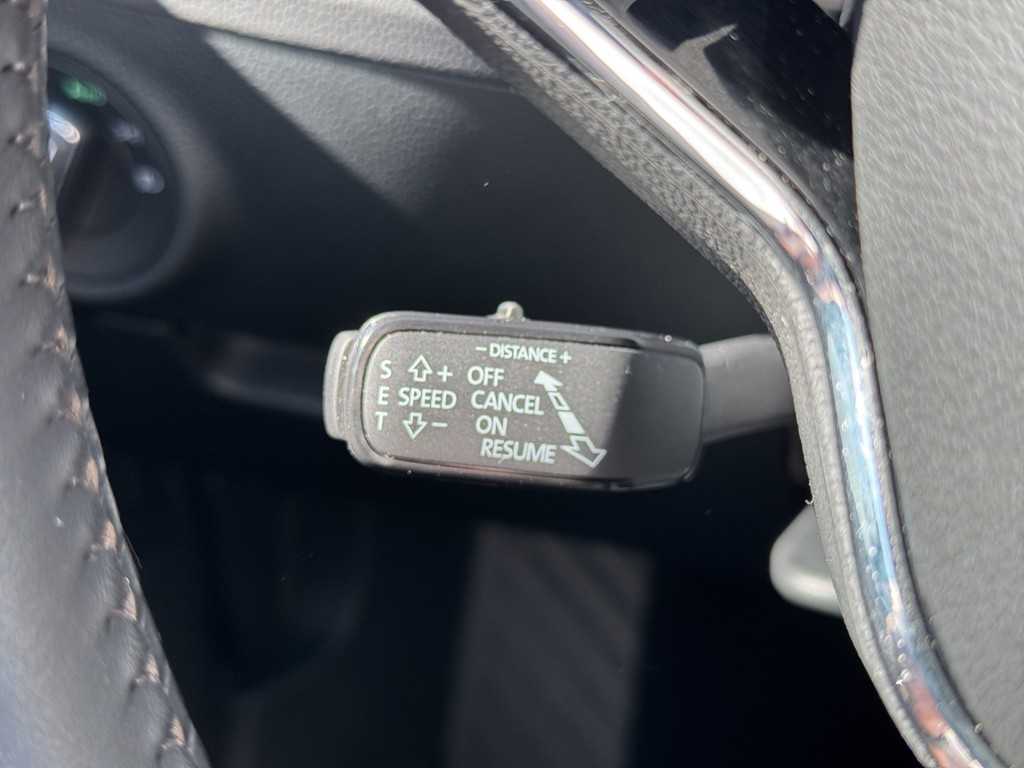 - DISTANCE +
S + OFF
E SPEED CANCEL
T - ON
RESUME